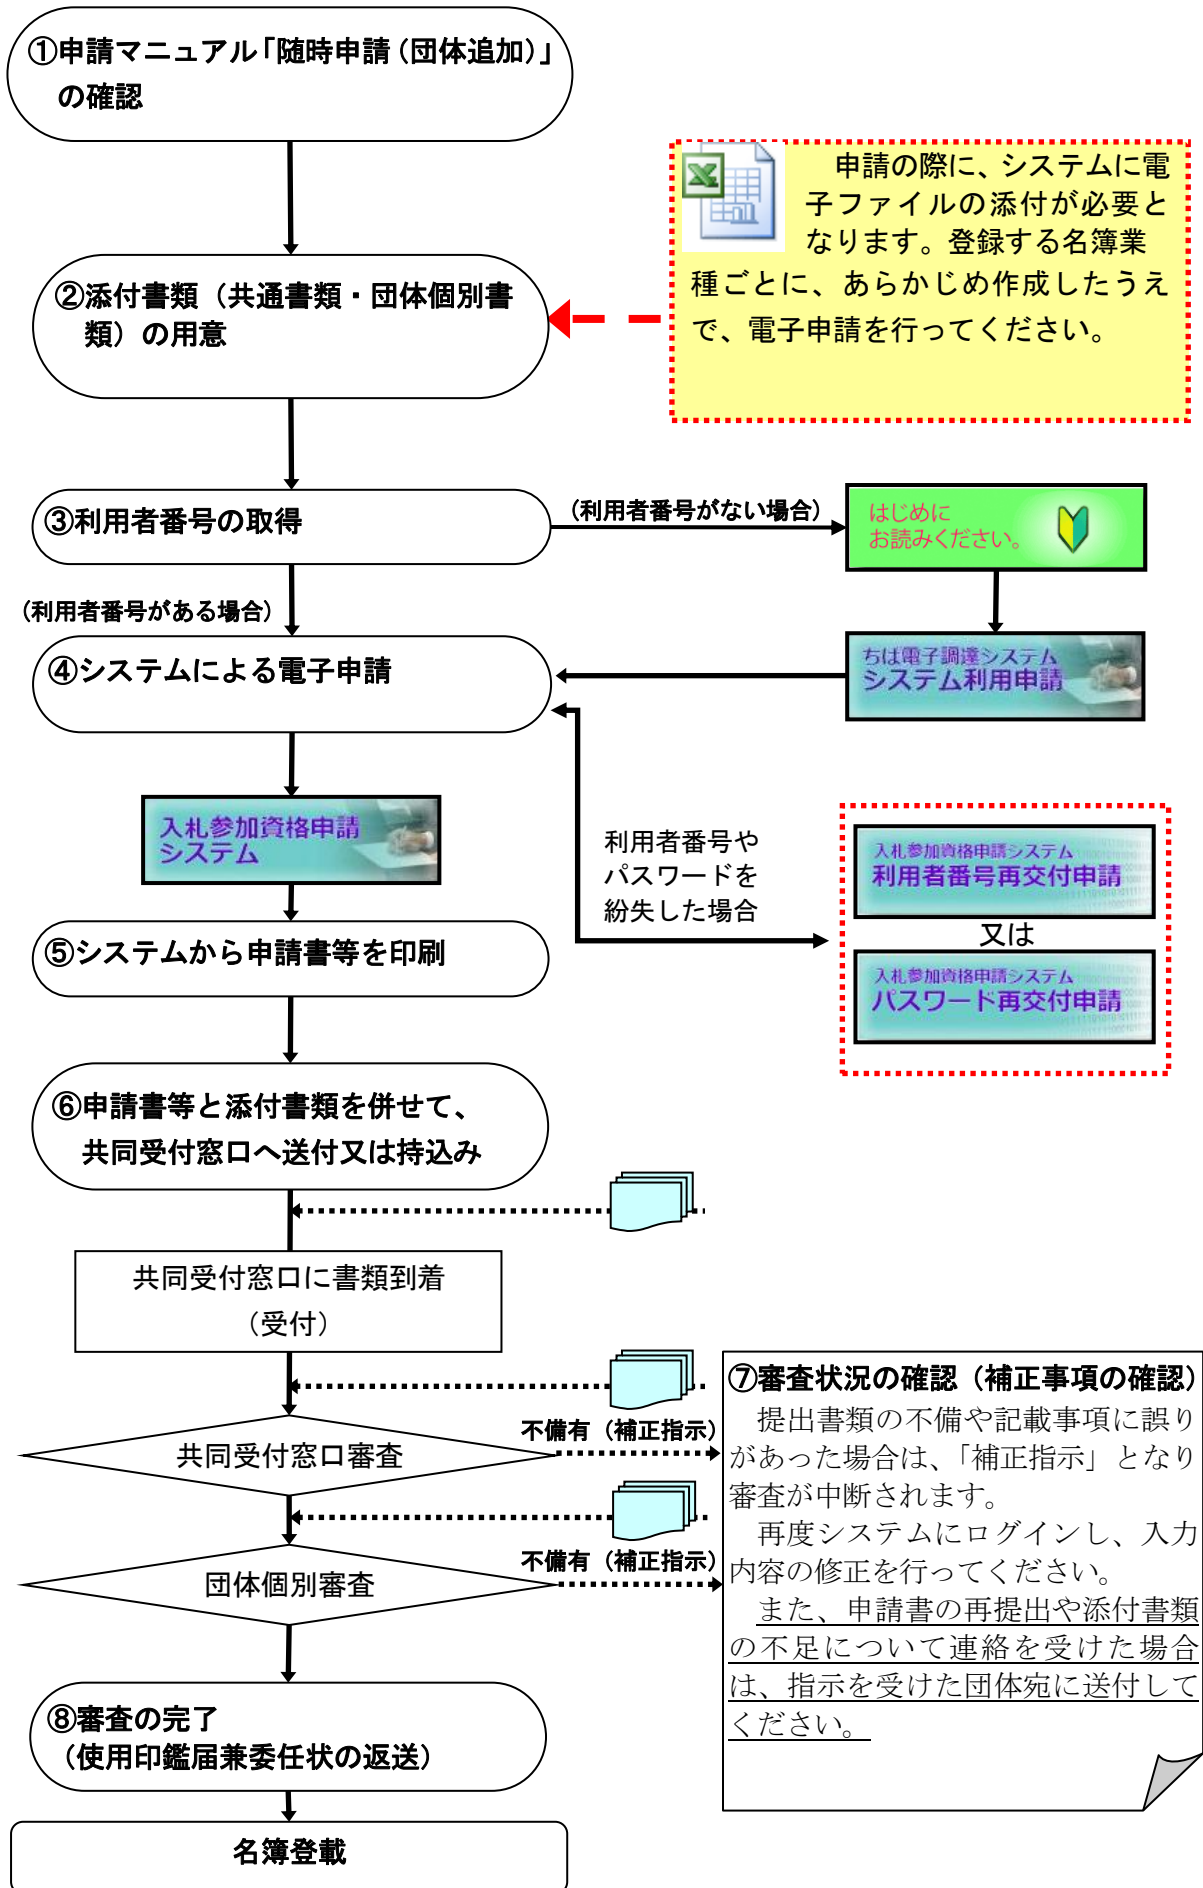 ①申請マニュアル「随時申請（団体追加）」
の確認
申請の際に、システムに電
子ファイルの添付が必要と
なります。登録する名簿業
種ごとに、あらかじめ作成したうえ
で、電子申請を行ってください。
②添付書類（共通書類・団体個別書
類）の用意
③利用者番号の取得
（利用者番号がない場合）
はじめに
お読みください。
（利用者番号がある場合）
④システムによる電子申請
ちば電子調達システム
システム利用申請
入札参加資格申請
システム
利用者番号や
パスワードを
紛失した場合
入札参加資格申請システム
利用者番号再交付申請
又は
入札参加資格申請システム
パスワード再交付申請
⑤システムから申請書等を印刷
⑥申請書等と添付書類を併せて、
共同受付窓口へ送付又は持込み
共同受付窓口に書類到着
（受付）
共同受付窓口審査
不備有（補正指示）
団体個別審査
不備有（補正指示）
⑦審査状況の確認（補正事項の確認）
提出書類の不備や記載事項に誤り
があった場合は、「補正指示」となり
審査が中断されます。
再度システムにログインし、入力
内容の修正を行ってください。
また、申請書の再提出や添付書類
の不足について連絡を受けた場合
は、指示を受けた団体宛に送付して
ください。
⑧審査の完了
（使用印鑑届兼委任状の返送）
名簿登載